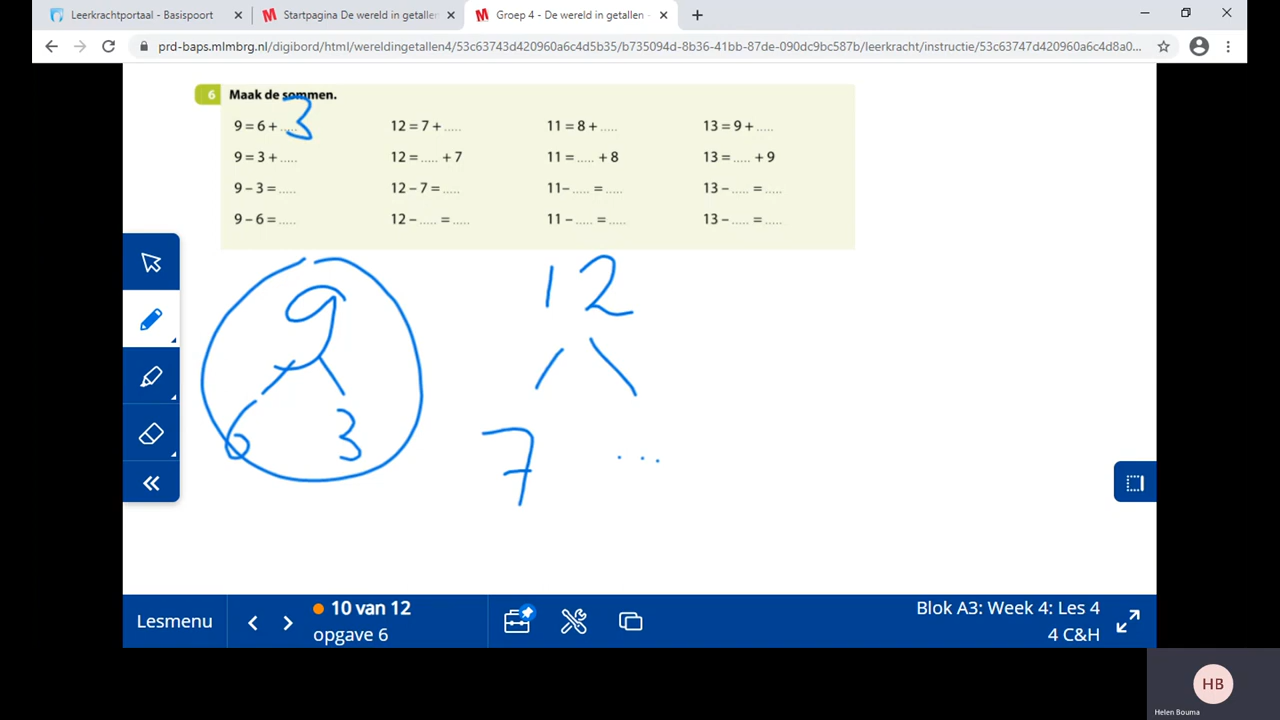 Leerkrachtportaal - Basispoort
Startpagina De wereld in getallen
Groep 4 - De wereld in getallen -
prd-baps.mlmbrg.nl/digibord/html/wereldingetallen4/53c63743d420960a6c4d5b35/b735094d-8b36-41bb-87de-090dc9bc587b/leerkracht/instructie/53c63747d420960a6c4d8a0...
6 Maak de sommen.
9 = 6 + ..... 3 12 = 7 + ..... 11 = 8 + ..... 13 = 9 + .....
9 = 3 + ..... 12 = ..... + 7 11 = ..... + 8 13 = ..... + 9
9 – 3 = ..... 12 – 7 = ..... 11– ..... = ..... 13 – ..... = .....
9 – 6 = ..... 12 – ..... = ..... 11 – ..... = ..... 13 – ..... = .....
9 12
6 3 7 ...
Lesmenu
10 van 12
opgave 6
Blok A3: Week 4: Les 4
4 C&H
HB
Helen Bouma